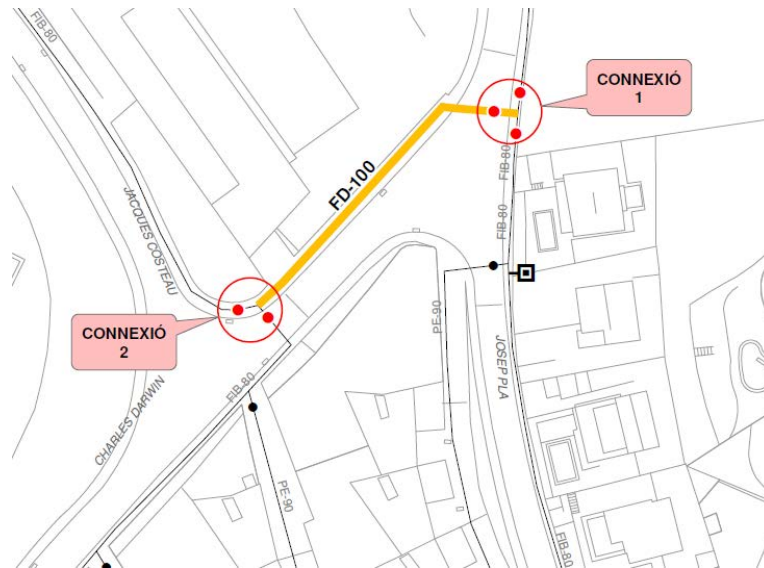 FIB-80
CONNEXIÓ
1
FIB-80
FD-100
JACQUES COSTEAU
FIB-80
CONNEXIÓ
2
PE-90
JOSEP PLA
FIB-80
CHARLES DARWIN
PE-90
FIB-80